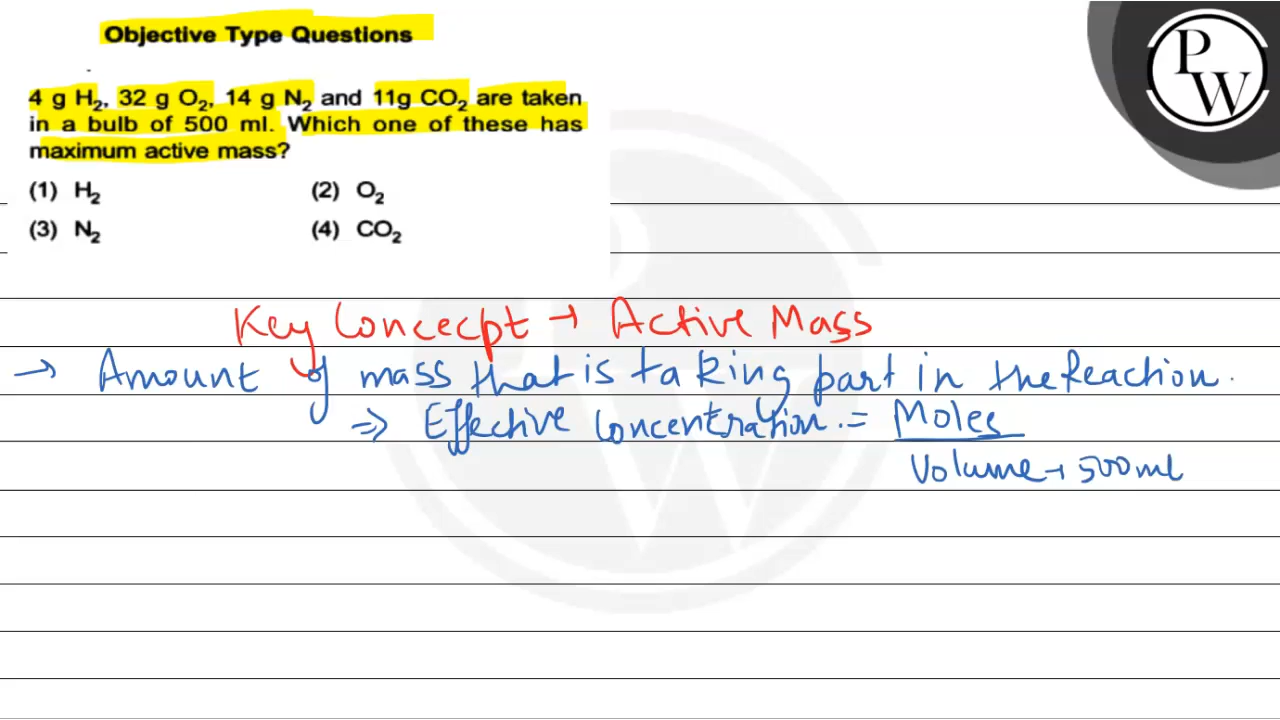 Objective Type Questions
4 g H₂, 32 g O₂, 14 g N₂ and 11g CO₂ are taken
in a bulb of 500 ml. Which one of these has
maximum active mass?
(1) H₂ (2) O₂
(3) N₂ (4) CO₂
Key Concecpt → Active Mass
→ Amount of mass that is taking part in the Reaction.
⇒ Effective Concentration. = Moles
Volume → 500ml
P
W
P
W